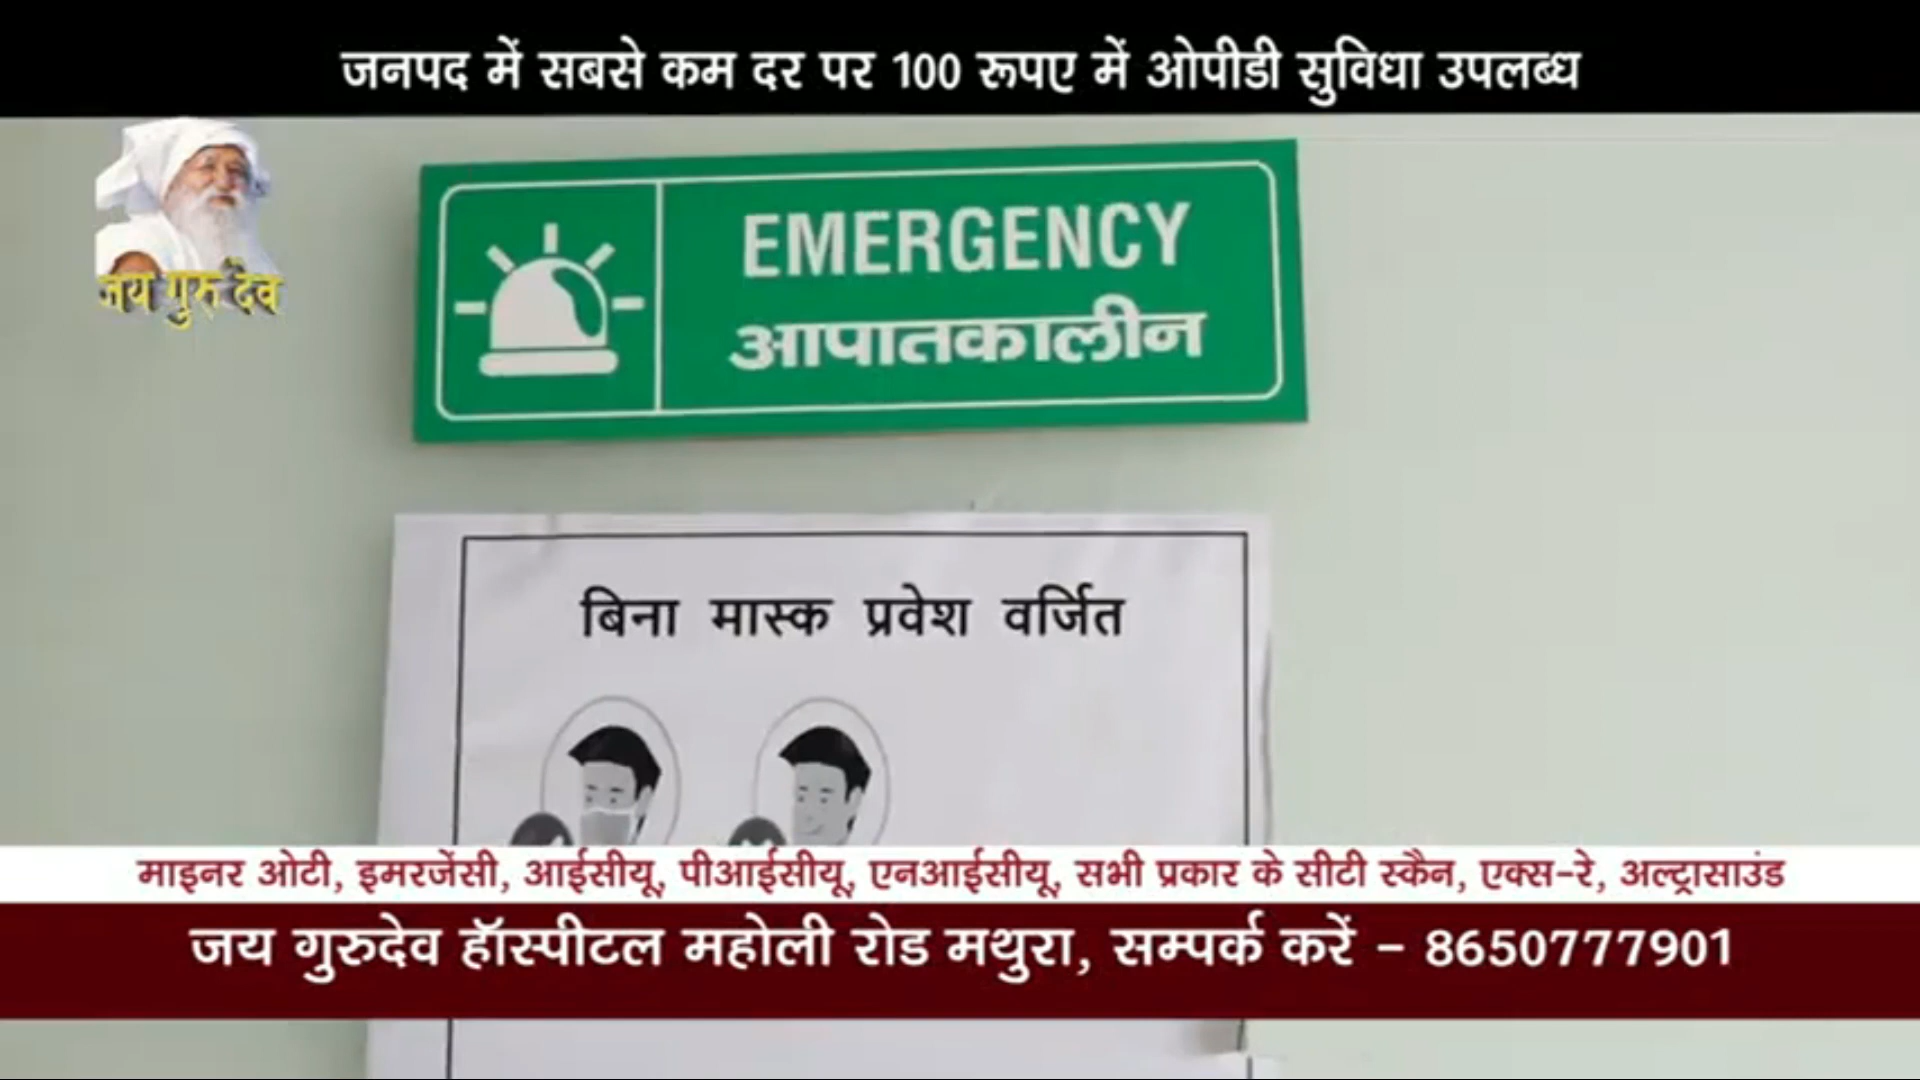 जनपद में सबसे कम दर पर 100 रूपए में ओपीडी सुविधा उपलब्ध
जय गुरु देव
EMERGENCY
आपातकालीन
बिना मास्क प्रवेश वर्जित
माइनर ओटी, इमरजेंसी, आईसीयू, पीआईसीयू, एनआईसीयू, सभी प्रकार के सीटी स्कैन, एक्स-रे, अल्ट्रासाउंड
जय गुरुदेव हॉस्पीटल महोली रोड मथुरा, सम्पर्क करें - 8650777901